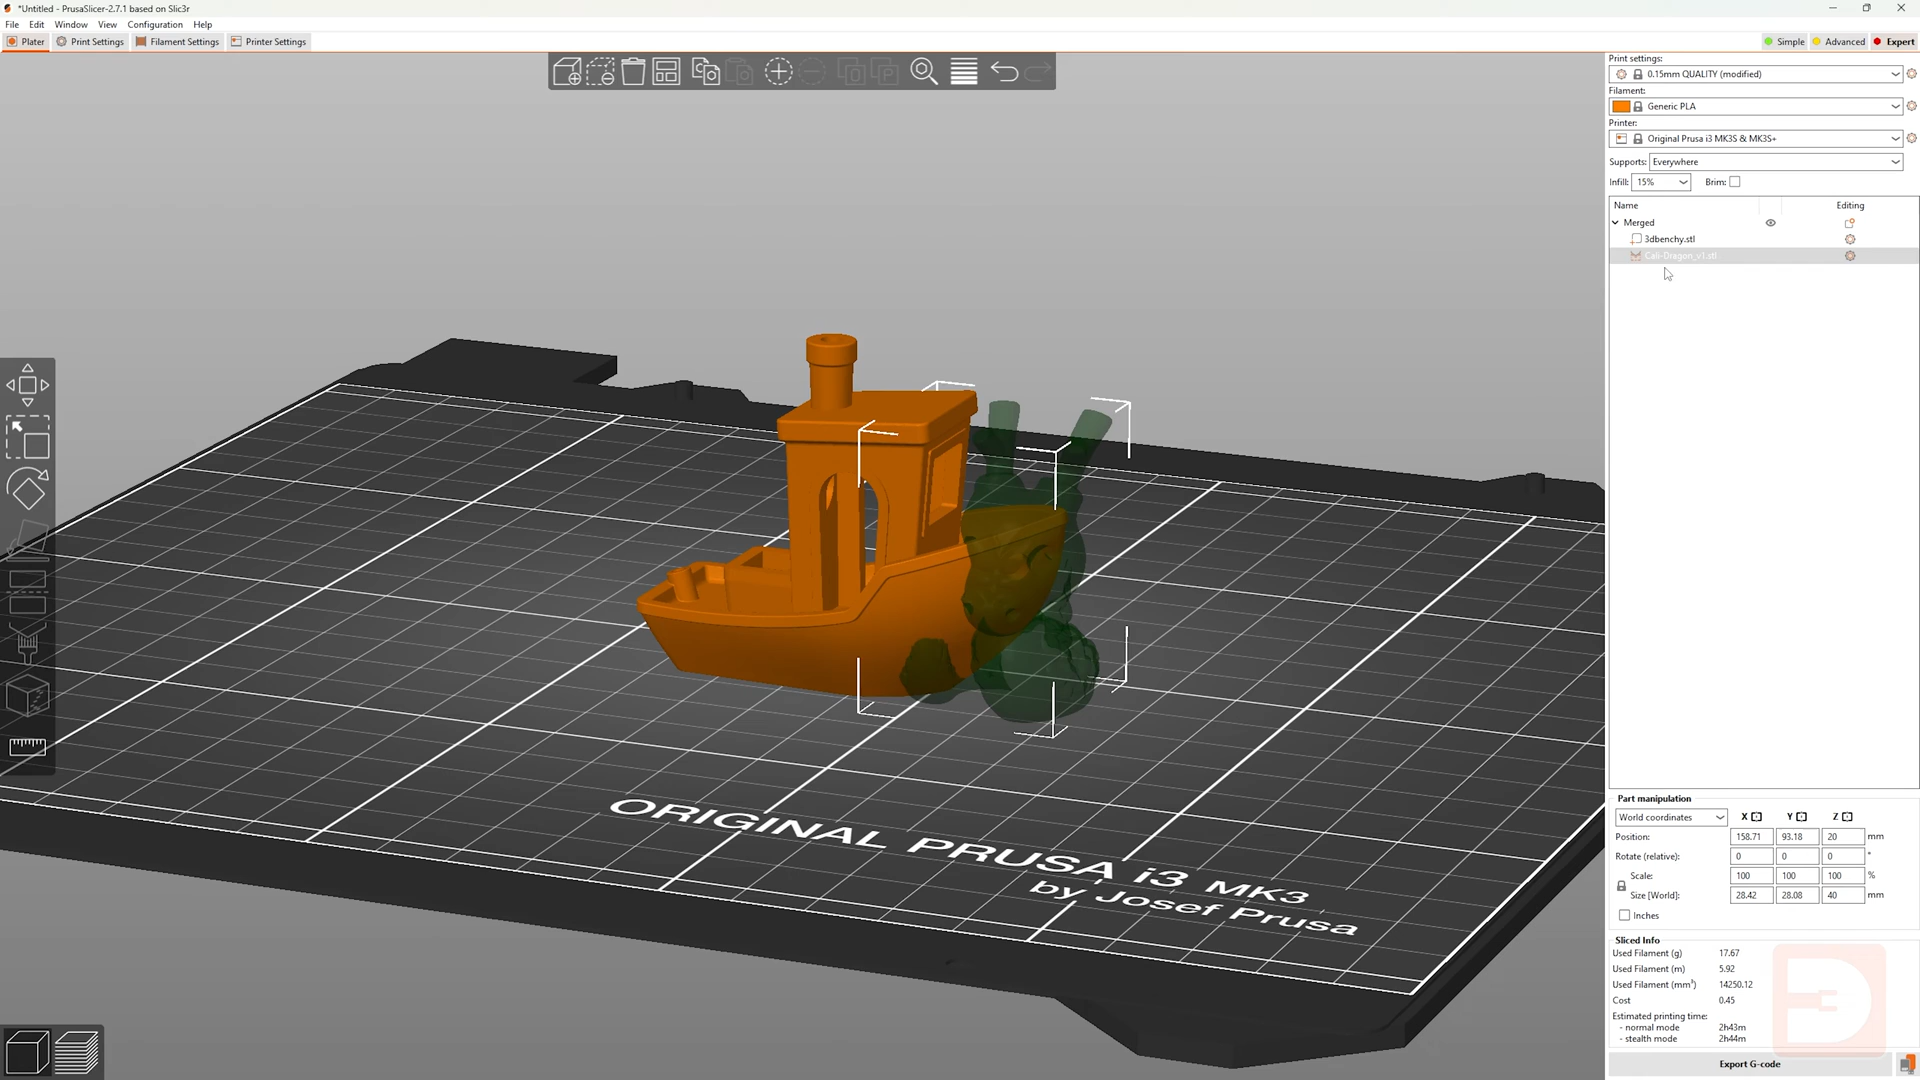 *Untitled - PrusaSlicer-2.7.1 based on Slic3r
File Edit Window View Configuration Help
Plater Print Settings Filament Settings Printer Settings Simple Advanced Expert
Print settings:
0.15mm QUALITY (modified)
Filament:
Generic PLA
Printer:
Original Prusa i3 MK3S & MK3S+
Supports: Everywhere
Infill: 15% Brim:
Name Editing
Merged
3dbenchy.stl
Cali-Dragon_v1.stl
ORIGINAL PRUSA i3 MK3
by Josef Prusa
Part manipulation
World coordinates X Y Z
Position: 158.71 93.18 20 mm
Rotate (relative): 0 0 0 °
Scale: 100 100 100 %
Size [World]: 28.42 28.08 40 mm
Inches
Sliced Info
Used Filament (g) 17.67
Used Filament (m) 5.92
Used Filament (mm³) 14250.12
Cost 0.45
Estimated printing time:
- normal mode 2h43m
- stealth mode 2h44m
Export G-code